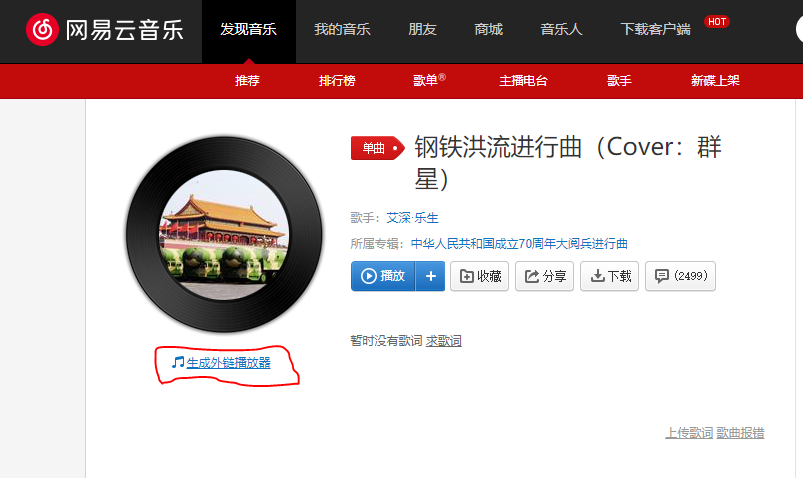 网易云音乐 发现音乐 我的音乐 朋友 商城 音乐人 下载客户端 HOT
推荐 排行榜 歌单® 主播电台 歌手 新碟上架
单曲 钢铁洪流进行曲（Cover：群
星）
歌手：艾深·乐生
所属专辑：中华人民共和国成立70周年大阅兵进行曲
播放 + 收藏 分享 下载 (2499)
暂时没有歌词 求歌词
生成外链播放器
上传歌词 歌曲报错